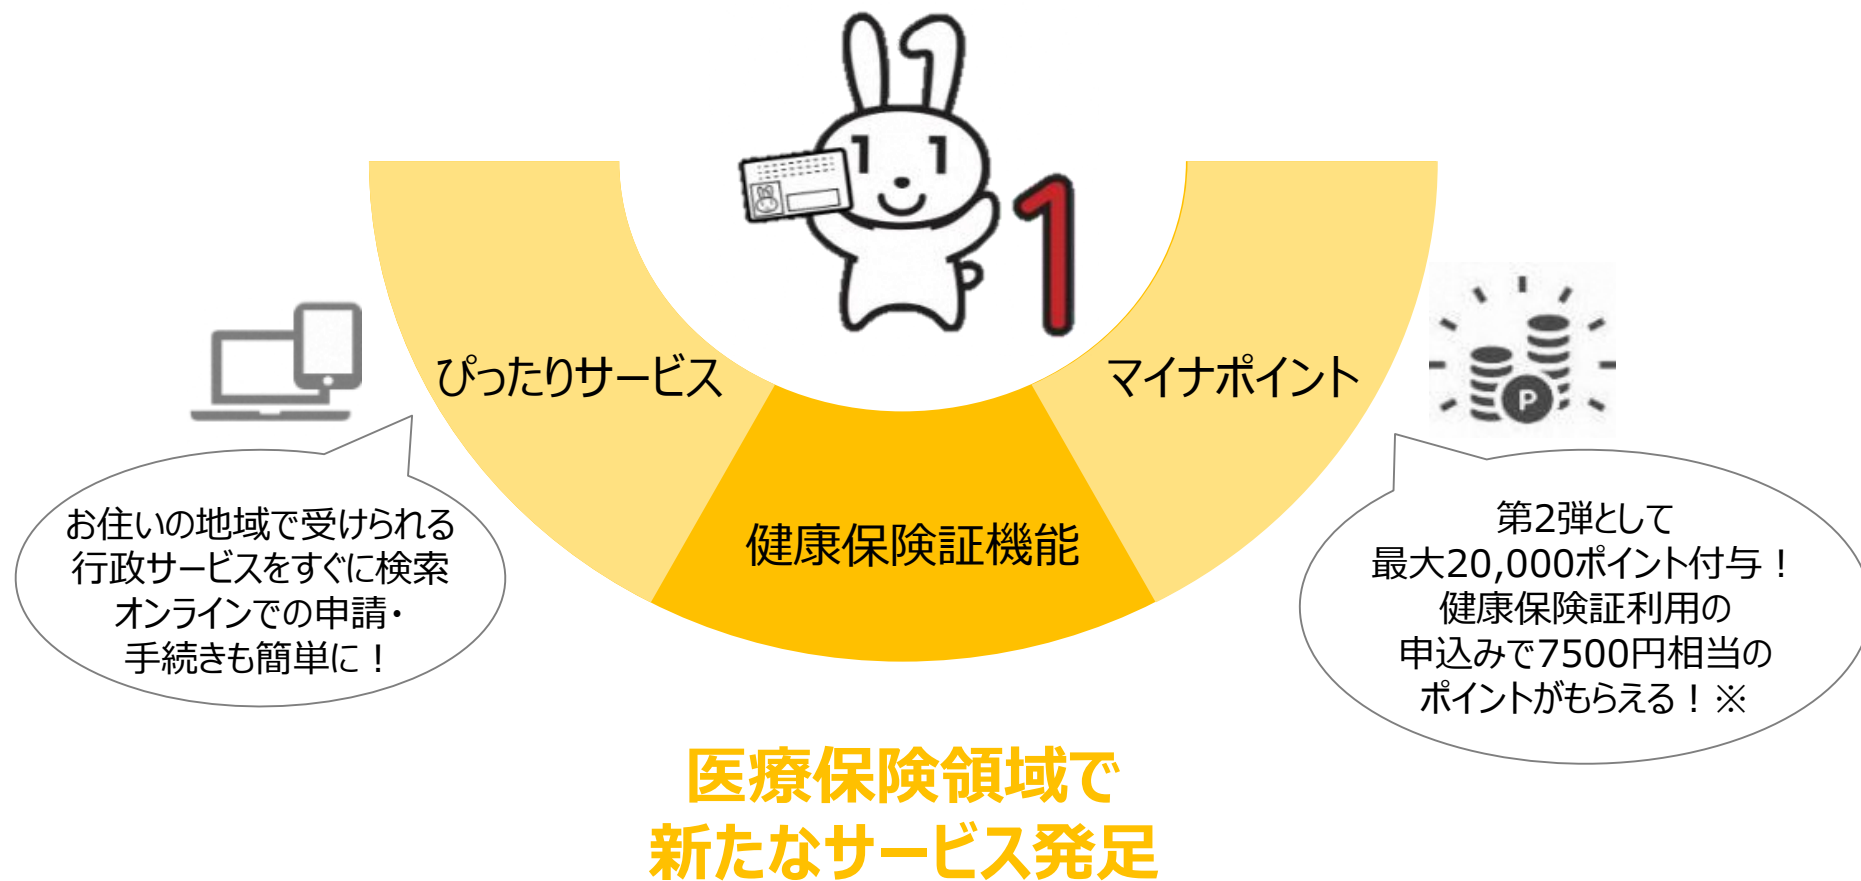 1
ぴったりサービス
マイナポイント
健康保険証機能
お住いの地域で受けられる
行政サービスをすぐに検索
オンラインでの申請・
手続きも簡単に！
P
第2弾として
最大20,000ポイント付与！
健康保険証利用の
申込みで7500円相当の
ポイントがもらえる！※
医療保険領域で
新たなサービス発足